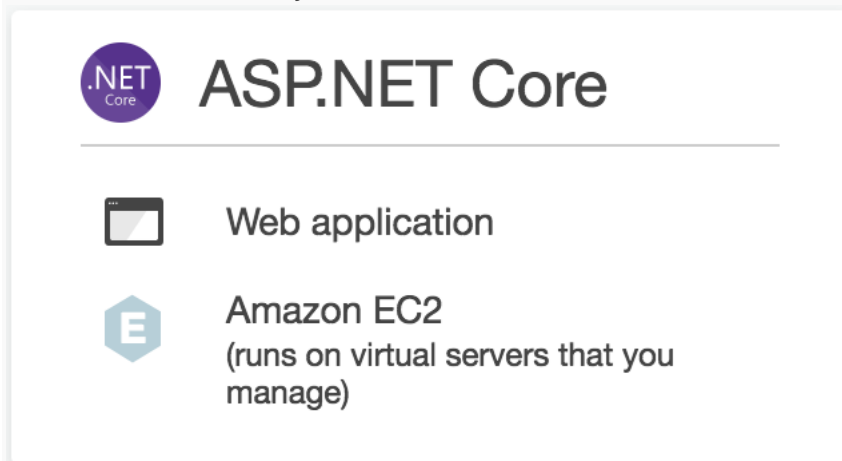 .NET
Core
ASP.NET Core
Web application
E
Amazon EC2
(runs on virtual servers that you
manage)